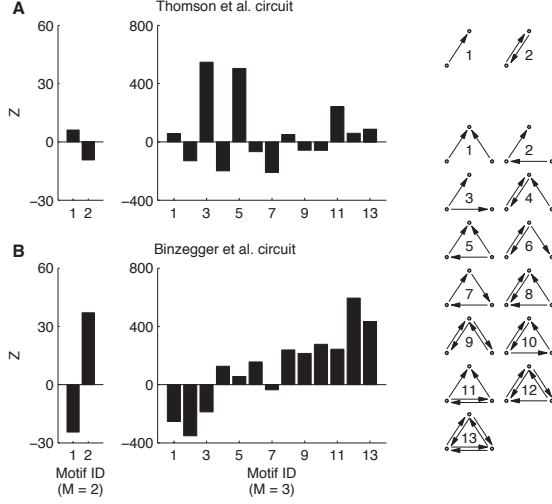 A Thomson et al. circuit
60 800
30 400
Z 0 0
−30 −400
1 2 1 3 5 7 9 11 13
B Binzegger et al. circuit
60 800
30 400
Z 0 0
−30 −400
1 2 1 3 5 7 9 11 13
Motif ID Motif ID
(M = 2) (M = 3)
1 2
1 2
3 4
5 6
7 8
9 10
11 12
13